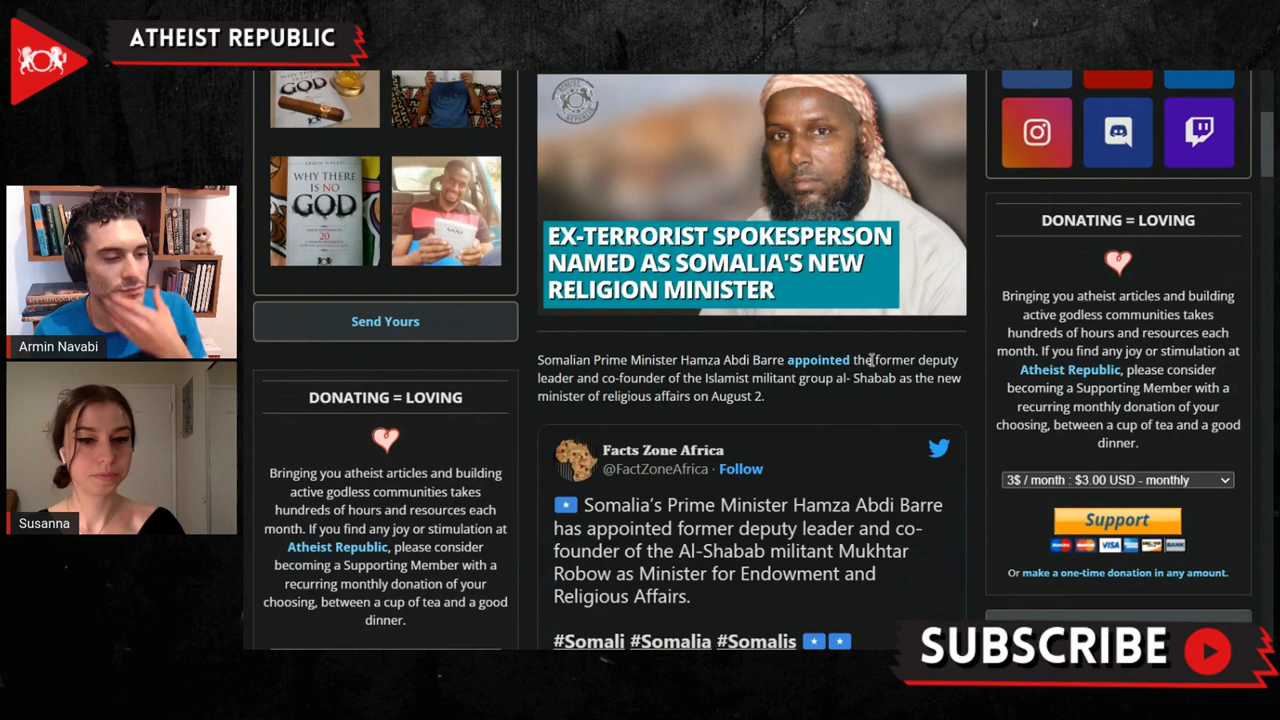 ATHEIST REPUBLIC
GOD
WHY THERE
IS NO
GOD
20
Armin Navabi
Susanna
Send Yours
DONATING = LOVING
Bringing you atheist articles and building
active godless communities takes
hundreds of hours and resources each
month. If you find any joy or stimulation at
Atheist Republic, please consider
becoming a Supporting Member with a
recurring monthly donation of your
choosing, between a cup of tea and a good
dinner.
EX-TERRORIST SPOKESPERSON
NAMED AS SOMALIA'S NEW
RELIGION MINISTER
Somalian Prime Minister Hamza Abdi Barre appointed the former deputy
leader and co-founder of the Islamist militant group al- Shabab as the new
minister of religious affairs on August 2.
Facts Zone Africa
@FactZoneAfrica · Follow
Somalia's Prime Minister Hamza Abdi Barre
has appointed former deputy leader and co-
founder of the Al-Shabab militant Mukhtar
Robow as Minister for Endowment and
Religious Affairs.
#Somali #Somalia #Somalis
DONATING = LOVING
Bringing you atheist articles and building
active godless communities takes
hundreds of hours and resources each
month. If you find any joy or stimulation at
Atheist Republic, please consider
becoming a Supporting Member with a
recurring monthly donation of your
choosing, between a cup of tea and a good
dinner.
3$ / month : $3.00 USD - monthly
Support
VISA
BANK
Or make a one-time donation in any amount.
SUBSCRIBE